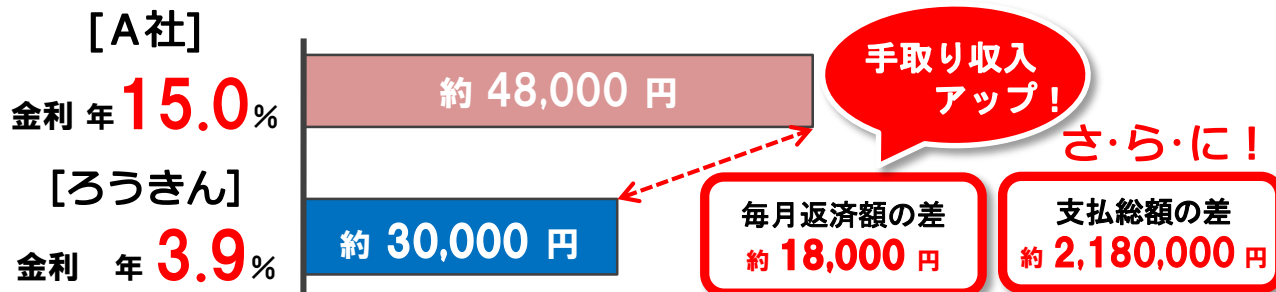 [A社]
金利 年 15.0%
約 48,000 円
手取り収入
アップ!
さ・ら・に!
[ろうきん]
金利 年 3.9%
約 30,000 円
毎月返済額の差
約 18,000 円
支払総額の差
約 2,180,000 円